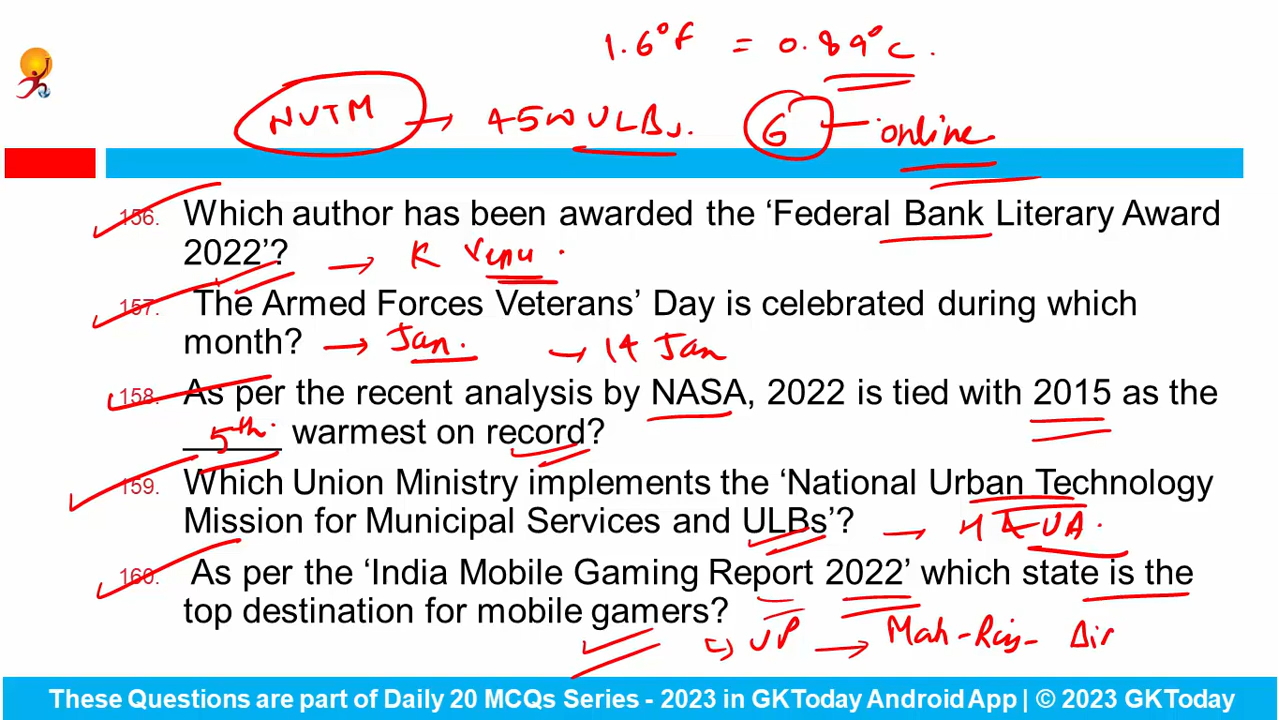 1.6°F = 0.89°C.
NUTM → 4500 ULBs. 6 — online
156. Which author has been awarded the ‘Federal Bank Literary Award
2022’? → K Venu.
157. The Armed Forces Veterans’ Day is celebrated during which
month? → Jan. → 14 Jan
158. As per the recent analysis by NASA, 2022 is tied with 2015 as the
5th. warmest on record?
159. Which Union Ministry implements the ‘National Urban Technology
Mission for Municipal Services and ULBs’? → HAUA.
160. As per the ‘India Mobile Gaming Report 2022’ which state is the
top destination for mobile gamers?
⇒ UP → Mah - Raj -
These Questions are part of Daily 20 MCQs Series - 2023 in GKToday Android App | © 2023 GKToday